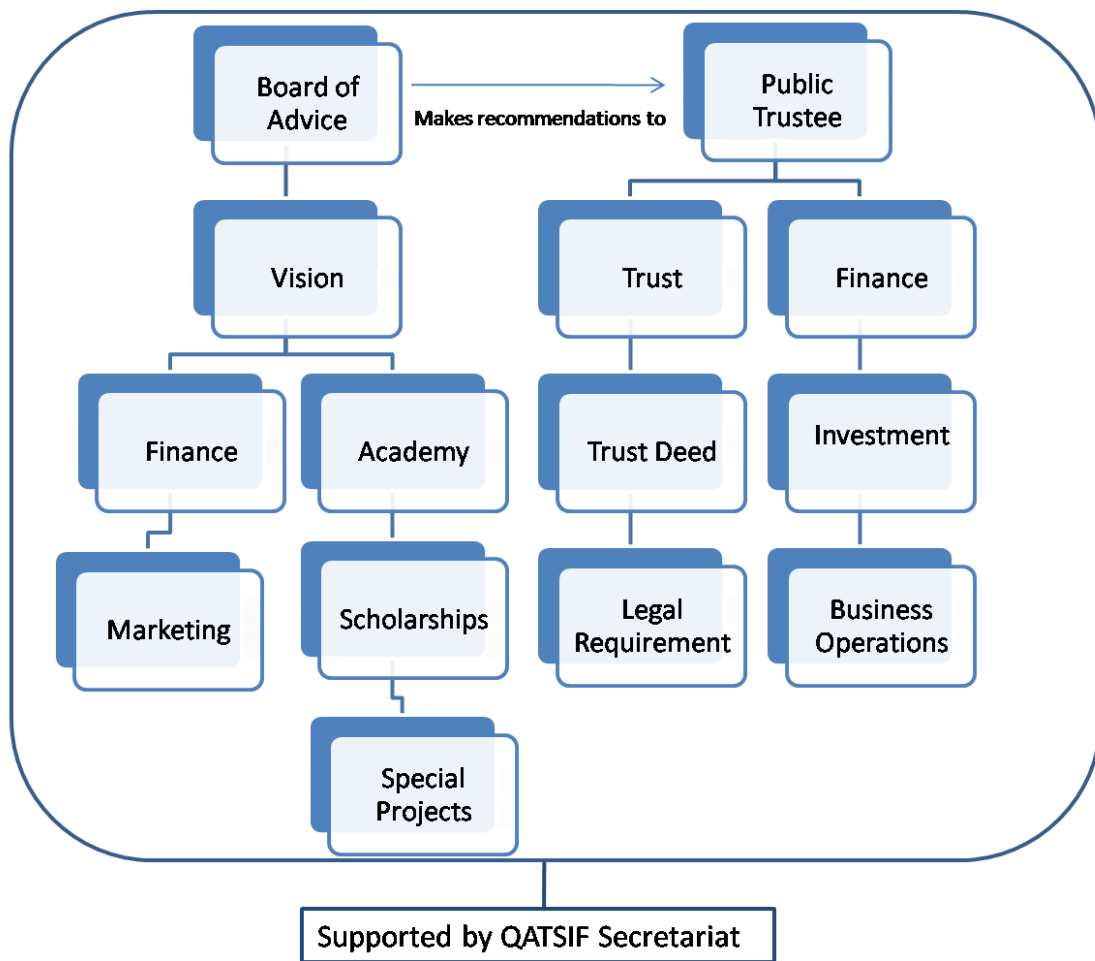 Board of
Advice
Makes recommendations to
Public
Trustee
Vision
Trust
Finance
Finance
Academy
Trust Deed
Investment
Marketing
Scholarships
Legal
Requirement
Business
Operations
Special
Projects
Supported by QATSIF Secretariat